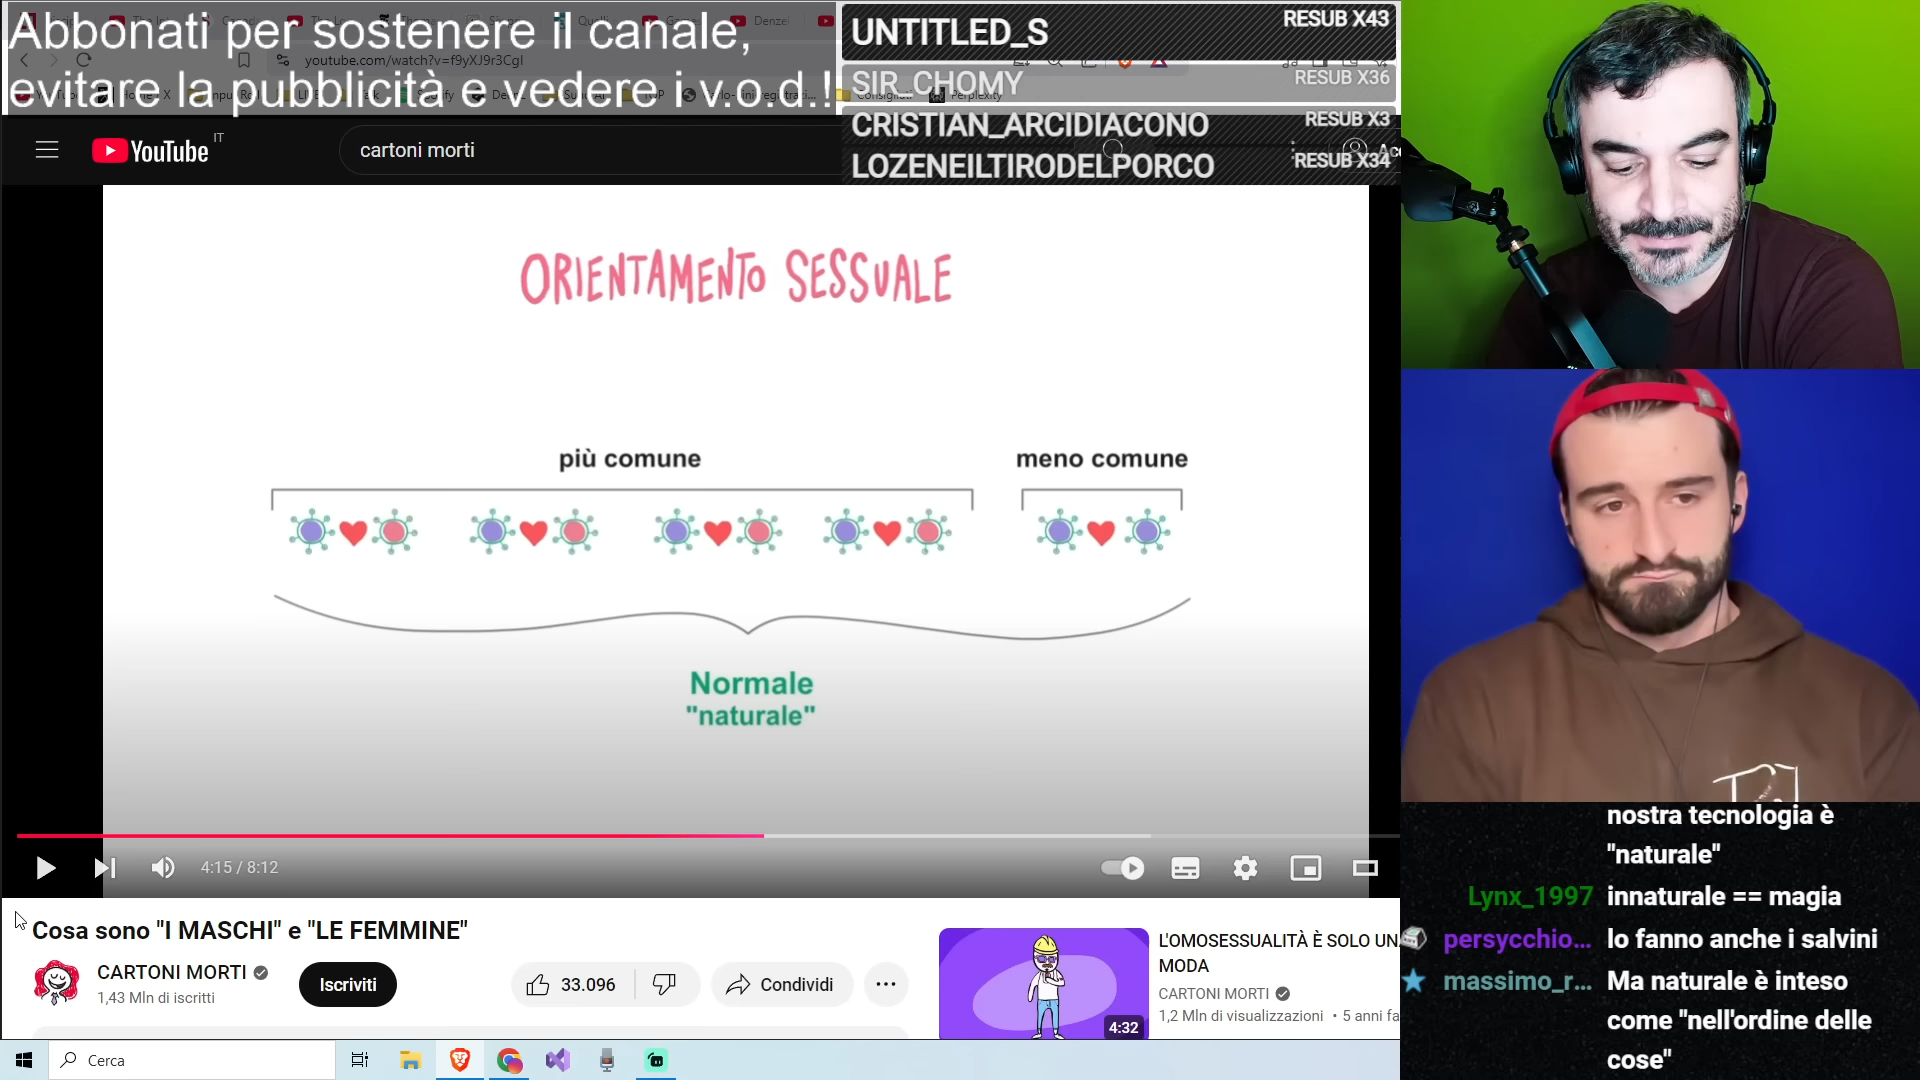 Abbonati per sostenere il canale,
evitare la pubblicità e vedere i v.o.d.!!
UNTITLED_S RESUB X43
SIR_CHOMY RESUB X36
CRISTIAN_ARCIDIACONO RESUB X3
LOZENEILTIRODELPORCO RESUB X34
youtube.com/watch?v=f9yXJ9r3CgI
YouTube IT
cartoni morti
ORIENTAMENTO SESSUALE
più comune
meno comune
Normale
"naturale"
4:15 / 8:12
Cosa sono "I MASCHI" e "LE FEMMINE"
CARTONI MORTI
1,43 Mln di iscritti
Iscriviti
33.096
Condividi
4:32
L'OMOSESSUALITÀ È SOLO UN
MODA
CARTONI MORTI
1,2 Mln di visualizzazioni • 5 anni fa
nostra tecnologia è
"naturale"
Lynx_1997 innaturale == magia
persycchio... lo fanno anche i salvini
massimo_r... Ma naturale è inteso
come "nell'ordine delle
cose"
Cerca